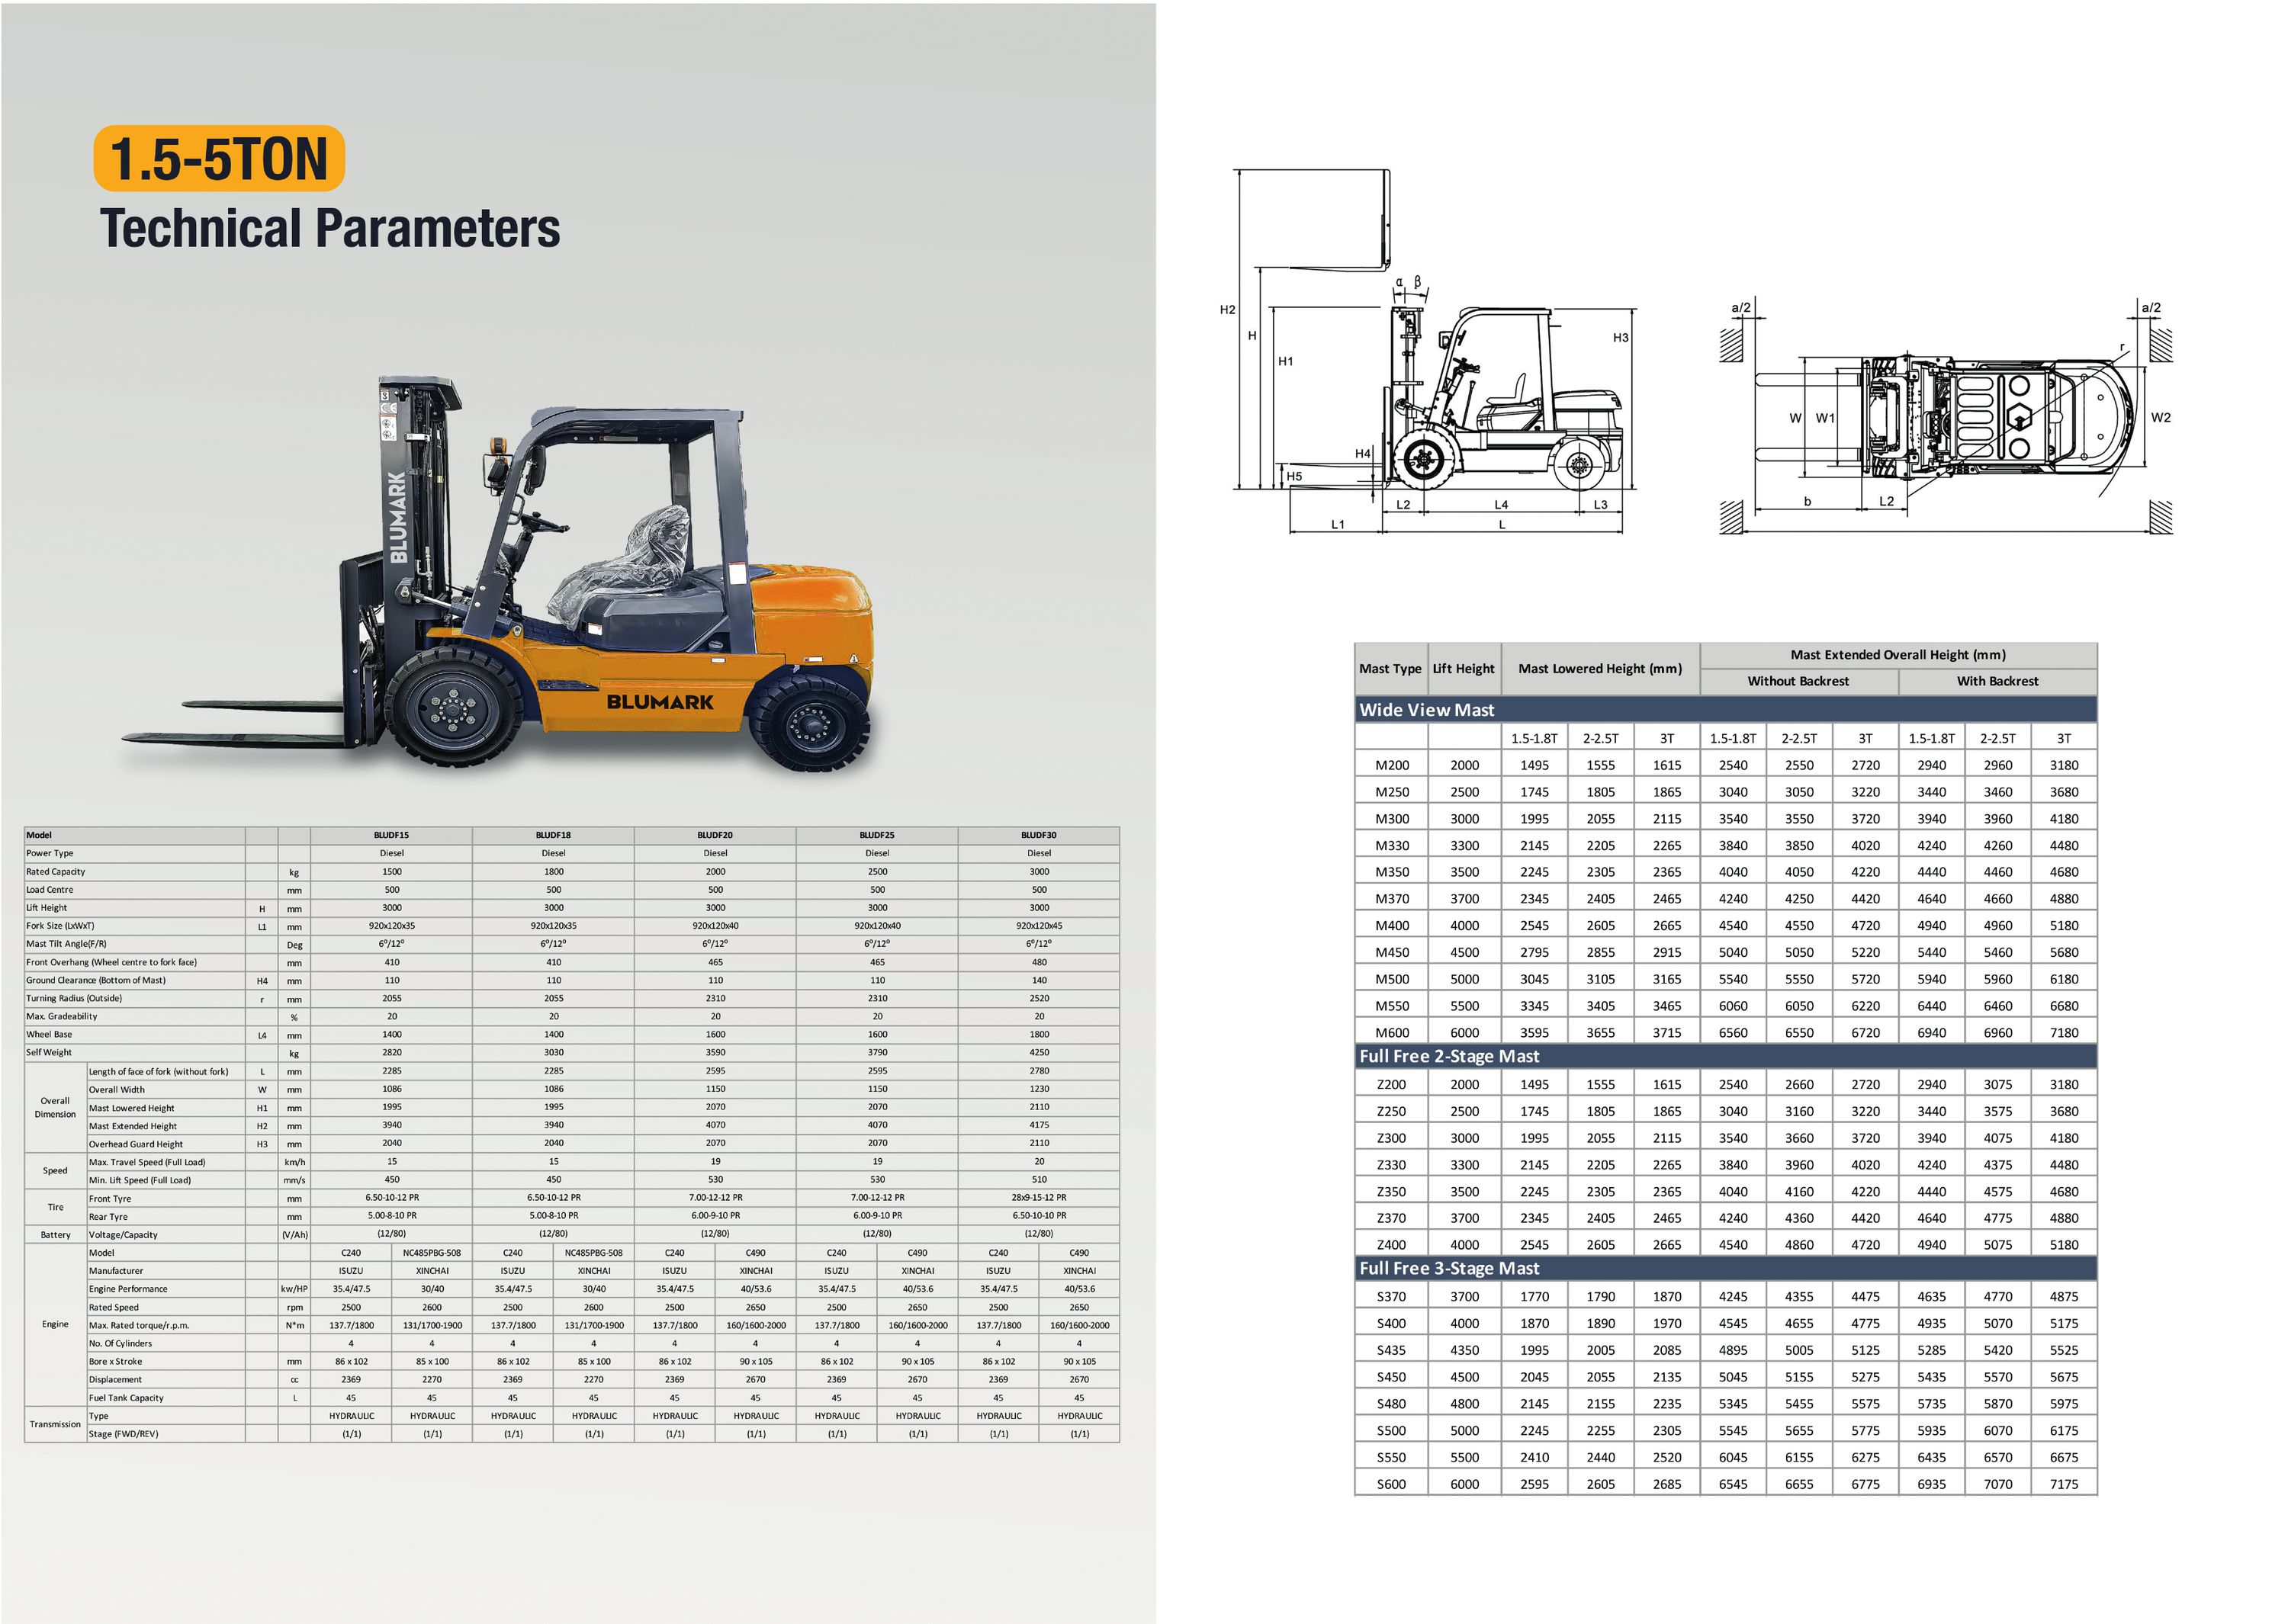 1.5-5TON
Technical Parameters
BLUMARK
BLUMARK
Model BLUDF15 BLUDF18 BLUDF20 BLUDF25 BLUDF30
Power Type Diesel Diesel Diesel Diesel Diesel
Rated Capacity kg 1500 1800 2000 2500 3000
Load Centre mm 500 500 500 500 500
Lift Height H mm 3000 3000 3000 3000 3000
Fork Size (LxWxT) L1 mm 920x120x35 920x120x35 920x120x40 920x120x40 920x120x45
Mast Tilt Angle(F/R) Deg 6º/12º 6º/12º 6º/12º 6º/12º 6º/12º
Front Overhang (Wheel centre to fork face) mm 410 410 465 465 480
Ground Clearance (Bottom of Mast) H4 mm 110 110 110 110 140
Turning Radius (Outside) r mm 2055 2055 2310 2310 2520
Max. Gradeability % 20 20 20 20 20
Wheel Base L4 mm 1400 1400 1600 1600 1800
Self Weight kg 2820 3030 3590 3790 4250
Overall Dimension
Length of face of fork (without fork) L mm 2285 2285 2595 2595 2780
Overall Width W mm 1086 1086 1150 1150 1230
Mast Lowered Height H1 mm 1995 1995 2070 2070 2110
Mast Extended Height H2 mm 3940 3940 4070 4070 4175
Overhead Guard Height H3 mm 2040 2040 2070 2070 2110
Speed
Max. Travel Speed (Full Load) km/h 15 15 19 19 20
Min. Lift Speed (Full Load) mm/s 450 450 530 530 510
Tire
Front Tyre mm 6.50-10-12 PR 6.50-10-12 PR 7.00-12-12 PR 7.00-12-12 PR 28x9-15-12 PR
Rear Tyre mm 5.00-8-10 PR 5.00-8-10 PR 6.00-9-10 PR 6.00-9-10 PR 6.50-10-10 PR
Battery Voltage/Capacity (V/Ah) (12/80) (12/80) (12/80) (12/80) (12/80)
Engine
Model C240 NC485PBG-508 C240 NC485PBG-508 C240 C490 C240 C490 C240 C490
Manufacturer ISUZU XINCHAI ISUZU XINCHAI ISUZU XINCHAI ISUZU XINCHAI ISUZU XINCHAI
Engine Performance kw/HP 35.4/47.5 30/40 35.4/47.5 30/40 35.4/47.5 40/53.6 35.4/47.5 40/53.6 35.4/47.5 40/53.6
Rated Speed rpm 2500 2600 2500 2600 2500 2650 2500 2650 2500 2650
Max. Rated torque/r.p.m. N*m 137.7/1800 131/1700-1900 137.7/1800 131/1700-1900 137.7/1800 160/1600-2000 137.7/1800 160/1600-2000 137.7/1800 160/1600-2000
No. Of Cylinders 4 4 4 4 4 4 4 4 4 4
Bore x Stroke mm 86 x 102 85 x 100 86 x 102 85 x 100 86 x 102 90 x 105 86 x 102 90 x 105 86 x 102 90 x 105
Displacement cc 2369 2270 2369 2270 2369 2670 2369 2670 2369 2670
Fuel Tank Capacity L 45 45 45 45 45 45 45 45 45 45
Transmission
Type HYDRAULIC HYDRAULIC HYDRAULIC HYDRAULIC HYDRAULIC HYDRAULIC HYDRAULIC HYDRAULIC HYDRAULIC HYDRAULIC
Stage (FWD/REV) (1/1) (1/1) (1/1) (1/1) (1/1) (1/1) (1/1) (1/1) (1/1) (1/1)
α β
H2
H
H1
H3
H4
H5
L2 L4 L3
L1 L
a/2 a/2
r
W W1 W2
b L2
Mast Type Lift Height Mast Lowered Height (mm) Mast Extended Overall Height (mm)
Without Backrest With Backrest
Wide View Mast
1.5-1.8T 2-2.5T 3T 1.5-1.8T 2-2.5T 3T 1.5-1.8T 2-2.5T 3T
M200 2000 1495 1555 1615 2540 2550 2720 2940 2960 3180
M250 2500 1745 1805 1865 3040 3050 3220 3440 3460 3680
M300 3000 1995 2055 2115 3540 3550 3720 3940 3960 4180
M330 3300 2145 2205 2265 3840 3850 4020 4240 4260 4480
M350 3500 2245 2305 2365 4040 4050 4220 4440 4460 4680
M370 3700 2345 2405 2465 4240 4250 4420 4640 4660 4880
M400 4000 2545 2605 2665 4540 4550 4720 4940 4960 5180
M450 4500 2795 2855 2915 5040 5050 5220 5440 5460 5680
M500 5000 3045 3105 3165 5540 5550 5720 5940 5960 6180
M550 5500 3345 3405 3465 6060 6050 6220 6440 6460 6680
M600 6000 3595 3655 3715 6560 6550 6720 6940 6960 7180
Full Free 2-Stage Mast
Z200 2000 1495 1555 1615 2540 2660 2720 2940 3075 3180
Z250 2500 1745 1805 1865 3040 3160 3220 3440 3575 3680
Z300 3000 1995 2055 2115 3540 3660 3720 3940 4075 4180
Z330 3300 2145 2205 2265 3840 3960 4020 4240 4375 4480
Z350 3500 2245 2305 2365 4040 4160 4220 4440 4575 4680
Z370 3700 2345 2405 2465 4240 4360 4420 4640 4775 4880
Z400 4000 2545 2605 2665 4540 4860 4720 4940 5075 5180
Full Free 3-Stage Mast
S370 3700 1770 1790 1870 4245 4355 4475 4635 4770 4875
S400 4000 1870 1890 1970 4545 4655 4775 4935 5070 5175
S435 4350 1995 2005 2085 4895 5005 5125 5285 5420 5525
S450 4500 2045 2055 2135 5045 5155 5275 5435 5570 5675
S480 4800 2145 2155 2235 5345 5455 5575 5735 5870 5975
S500 5000 2245 2255 2305 5545 5655 5775 5935 6070 6175
S550 5500 2410 2440 2520 6045 6155 6275 6435 6570 6675
S600 6000 2595 2605 2685 6545 6655 6775 6935 7070 7175